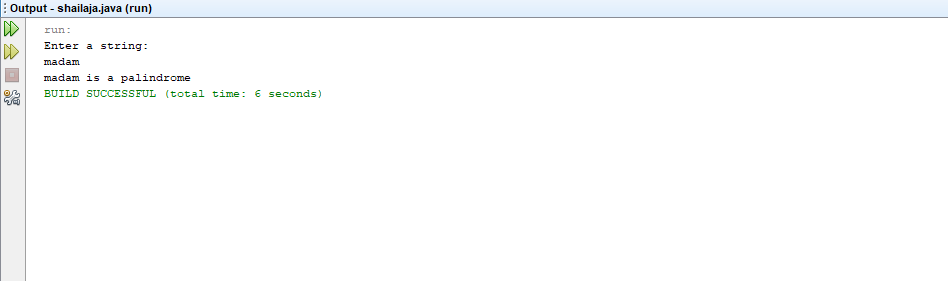 Output - shailaja.java (run)
run:
Enter a string:
madam
madam is a palindrome
BUILD SUCCESSFUL (total time: 6 seconds)